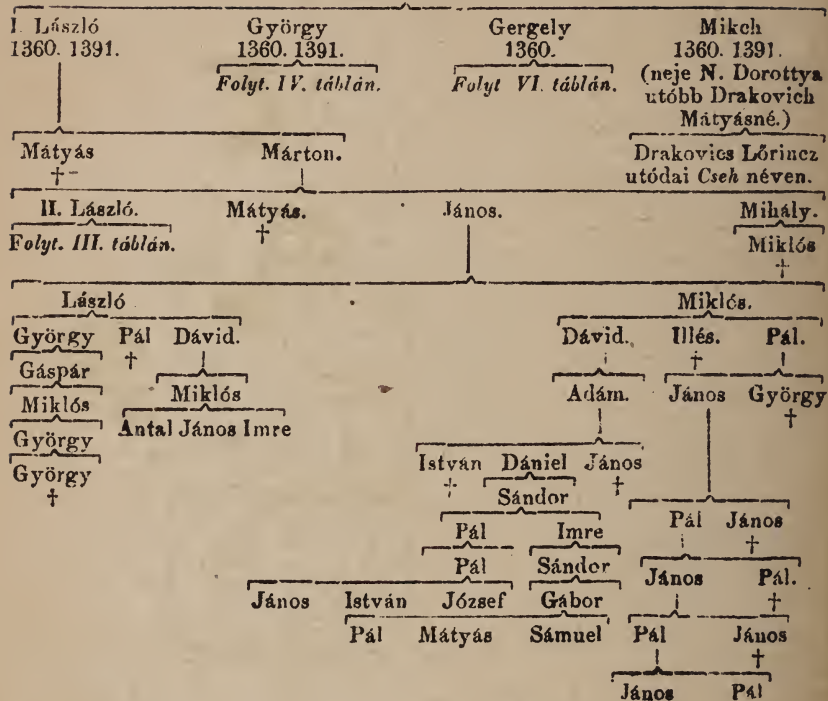 I. László György Gergely Mikch
1360. 1391. 1360. 1391. 1360. 1360. 1391.
Folyt. IV. táblán. Folyt VI. táblán. (neje N. Dorottya
utóbb Drakovich
Mátyásné.)
Mátyás Márton. Drakovics Lőrincz
† utódai Cseh néven.
II. László. Mátyás. János. Mihály.
Folyt. III. táblán. † Miklós
†
László Miklós.
György Pál Dávid. Dávid. Illés. Pál.
† †
Gáspár Miklós Adám. János György
Miklós Antal János Imre †
György István Dániel János
György † Sándor †
† Pál Imre Pál János
†
Pál Sándor János Pál.
János István József Gábor †
Pál Mátyás Sámuel Pál János
†
János Pál